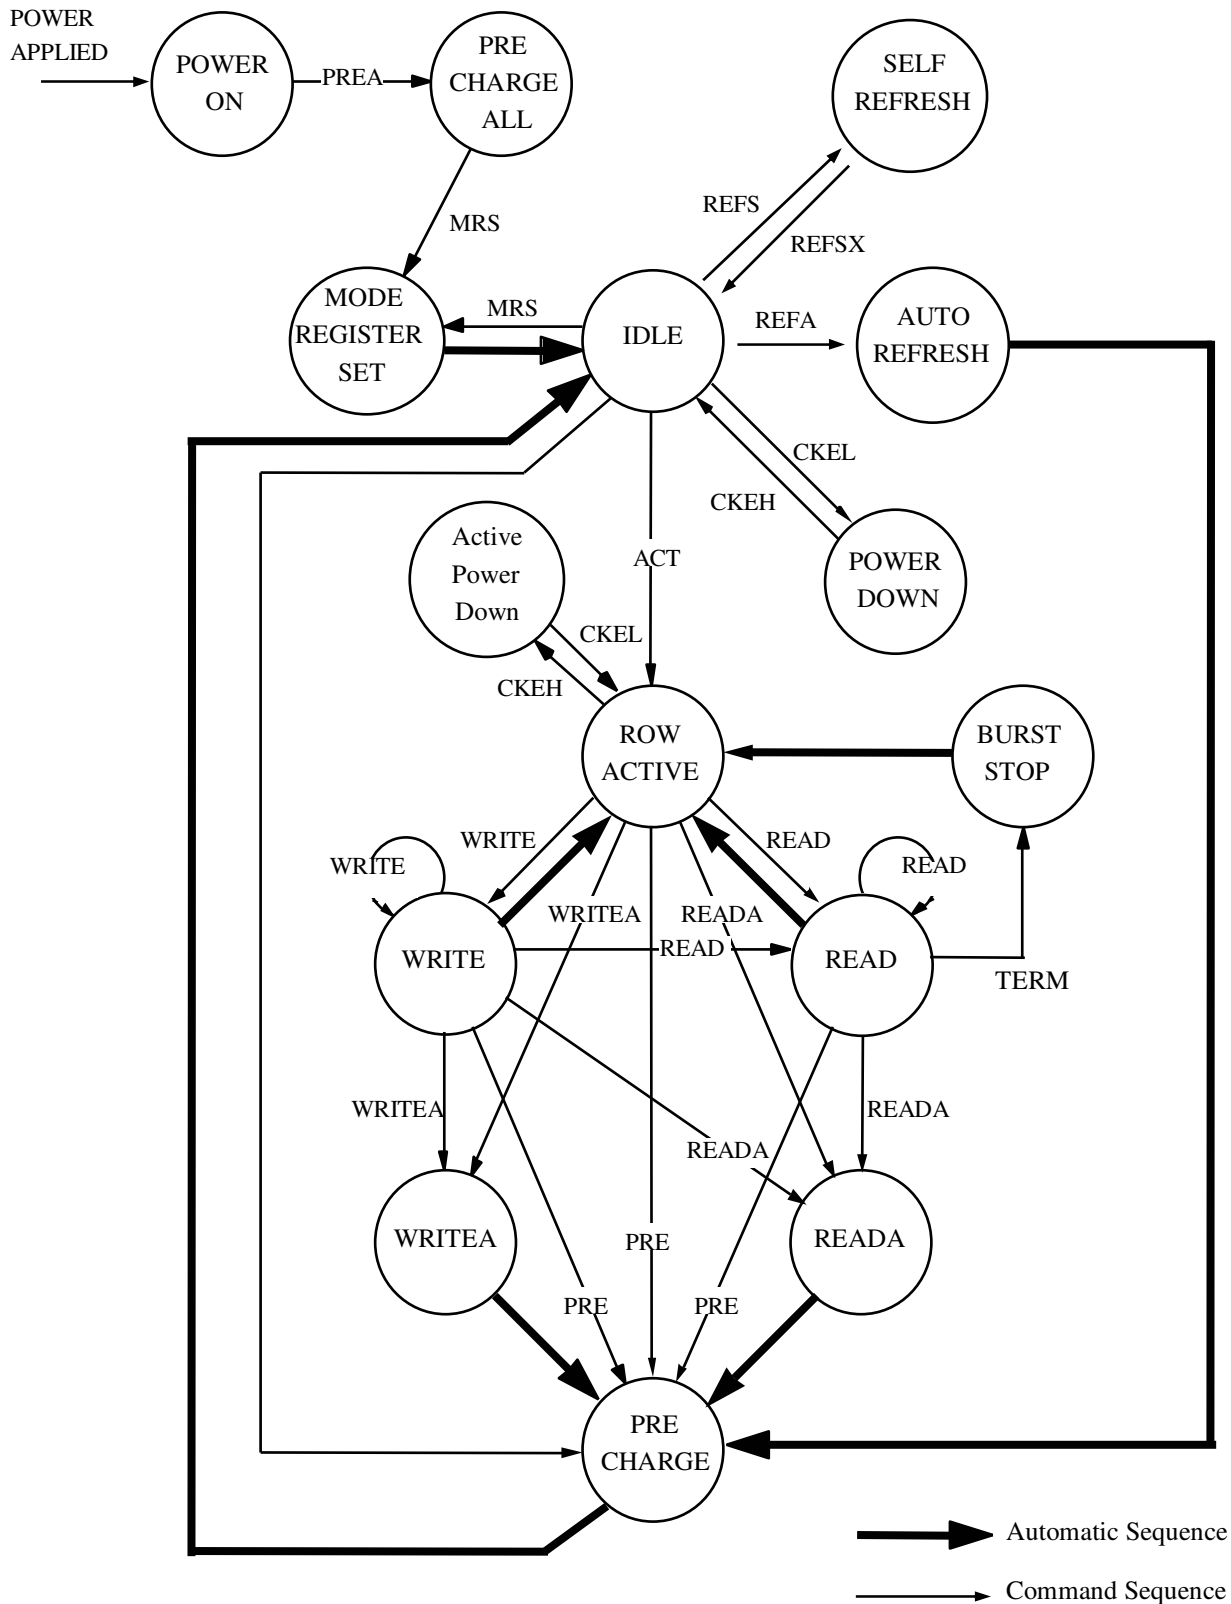 POWER
APPLIED
POWER
ON
PREA
PRE
CHARGE
ALL
SELF
REFRESH
MRS
REFS
REFSX
MODE
REGISTER
SET
MRS
IDLE
REFA
AUTO
REFRESH
CKEL
CKEH
Active
Power
Down
ACT
POWER
DOWN
CKEL
CKEH
ROW
ACTIVE
BURST
STOP
WRITE
WRITE
READ
READ
WRITEA
READA
WRITE
READ
READ
TERM
WRITEA
READA
READA
WRITEA
PRE
READA
PRE
PRE
PRE
CHARGE
Automatic Sequence
Command Sequence